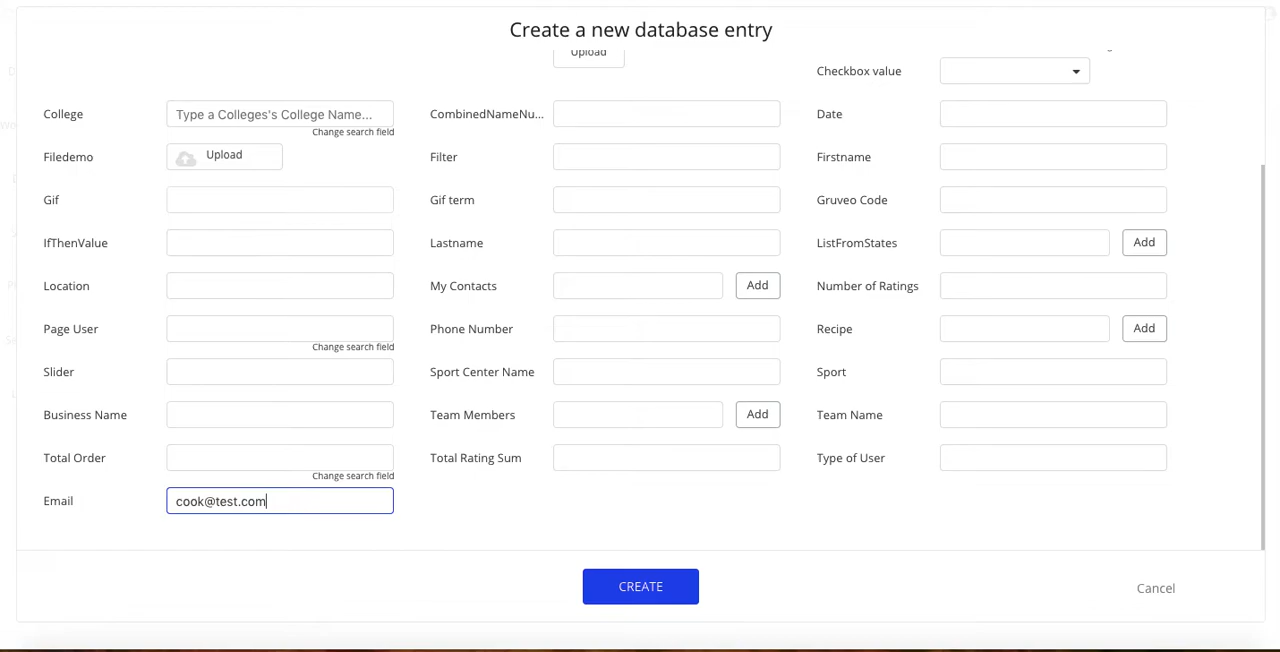 Create a new database entry
Upload
Checkbox value
College
Type a Colleges's College Name...
Change search field
CombinedNameNu...
Date
Filedemo
Upload
Filter
Firstname
Gif
Gif term
Gruveo Code
IfThenValue
Lastname
ListFromStates
Add
Location
My Contacts
Add
Number of Ratings
Page User
Change search field
Phone Number
Recipe
Add
Slider
Sport Center Name
Sport
Business Name
Team Members
Add
Team Name
Total Order
Change search field
Total Rating Sum
Type of User
Email
cook@test.com
CREATE
Cancel